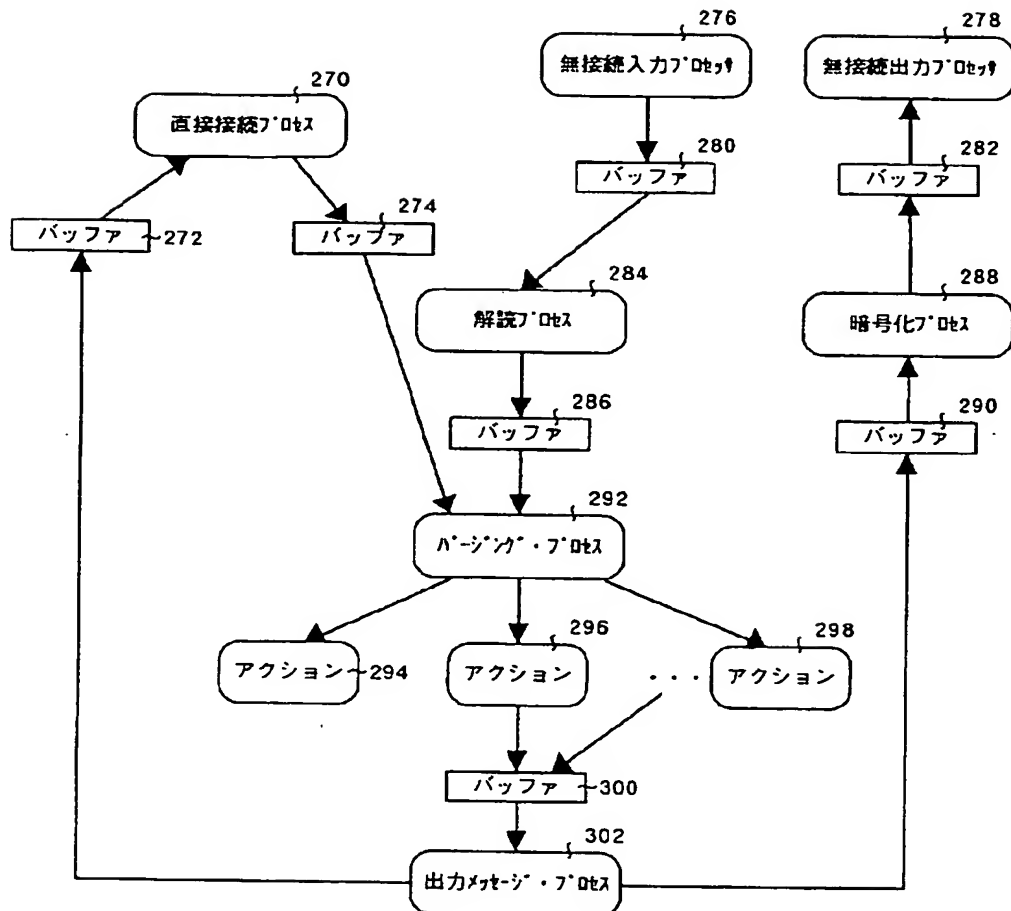 276
278
無接続入力プロセッサ
無接続出力プロセッサ
270
直接接続プロセス
280
282
バッファ
バッファ
274
バッファ
272
バッファ
284
288
解読プロセス
暗号化プロセス
286
290
バッファ
バッファ
292
パージング・プロセス
296
298
アクション
294
アクション
・・・
アクション
バッファ
300
302
出力メッセージ・プロセス